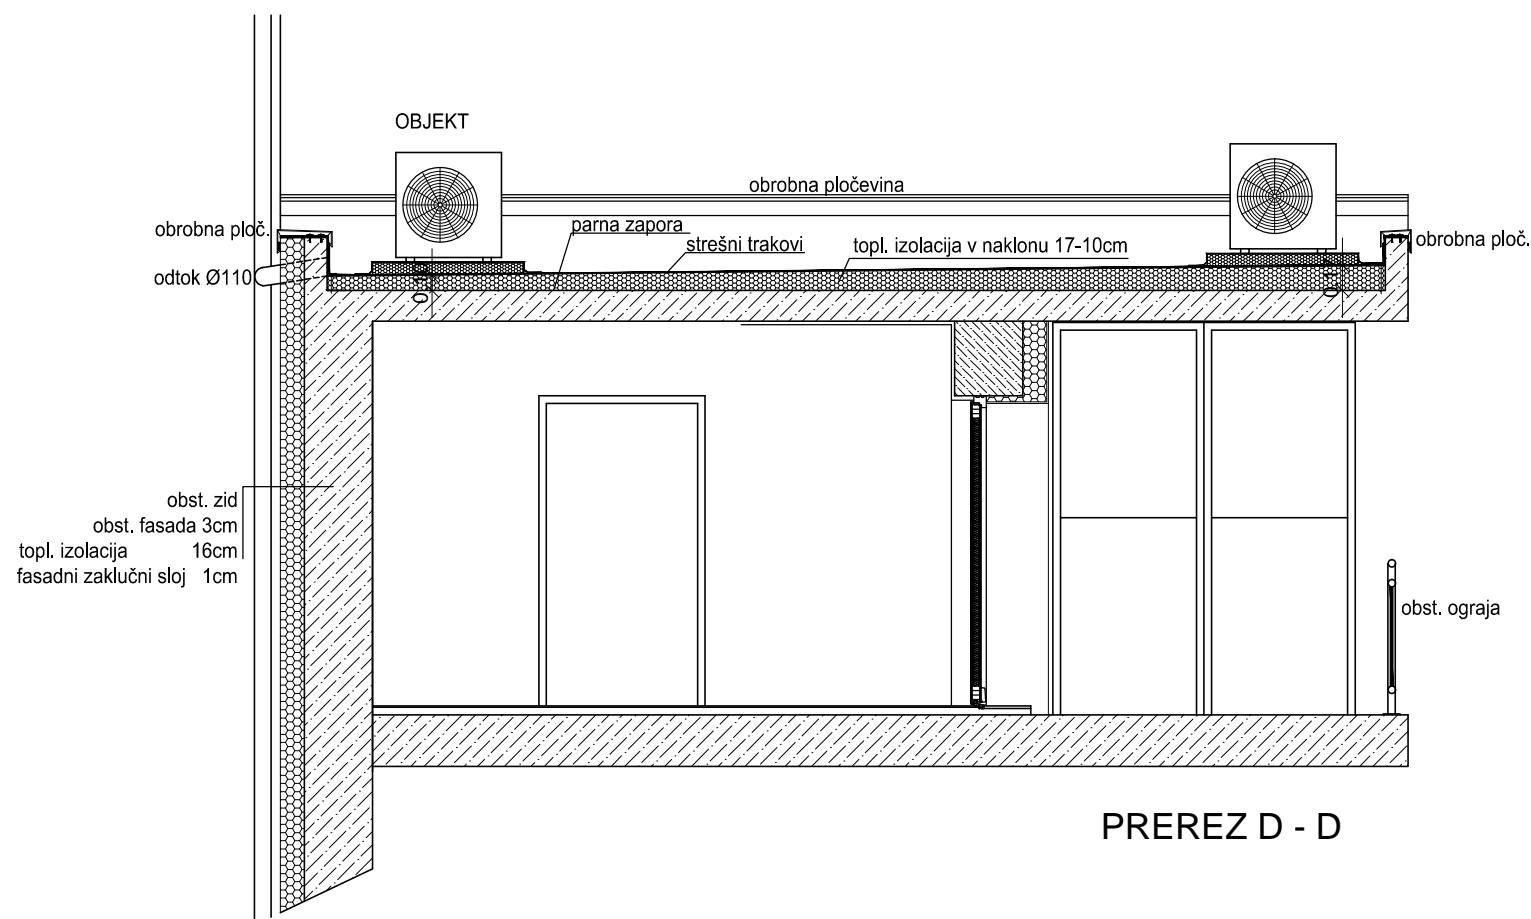 OBJEKT
obrobna pločevina
obrobna ploč.
parna zapora
strešni trakovi
topl. izolacija v naklonu 17-10cm
obrobna ploč.
odtok Ø110
obst. zid
obst. fasada 3cm
topl. izolacija 16cm
fasadni zaklučni sloj 1cm
obst. ograja
PREREZ D - D